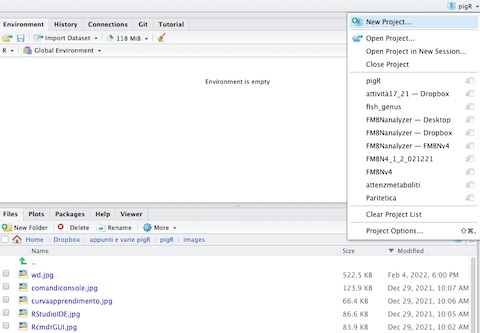 pigR
Environment History Connections Git Tutorial
Import Dataset 118 MiB
R Global Environment
Environment is empty
New Project...
Open Project...
Open Project in New Session...
Close Project
pigR
attività17_21 — Dropbox
fish_genus
FM8Nanalyzer — Desktop
FM8Nanalyzer — Dropbox
FM8Nanalyzer — FM8Nv4
FM8N4_1_2_021221
FM8Nv4
attenzmetaboliti
Paritetica
Clear Project List
Project Options... ⇧⌘,
Files Plots Packages Help Viewer
New Folder Delete Rename More
Home Dropbox appunti e varie pigR pigR images
Name Size Modified
..
wd.jpg 522.5 KB Feb 4, 2022, 6:00 PM
comandiconsole.jpg 123.9 KB Dec 29, 2021, 10:07 AM
curvaapprendimento.jpg 66.4 KB Dec 29, 2021, 10:06 AM
RStudioIDE.jpg 86.6 KB Dec 29, 2021, 10:05 AM
RcmdrGUI.jpg 83.9 KB Dec 29, 2021, 10:02 AM